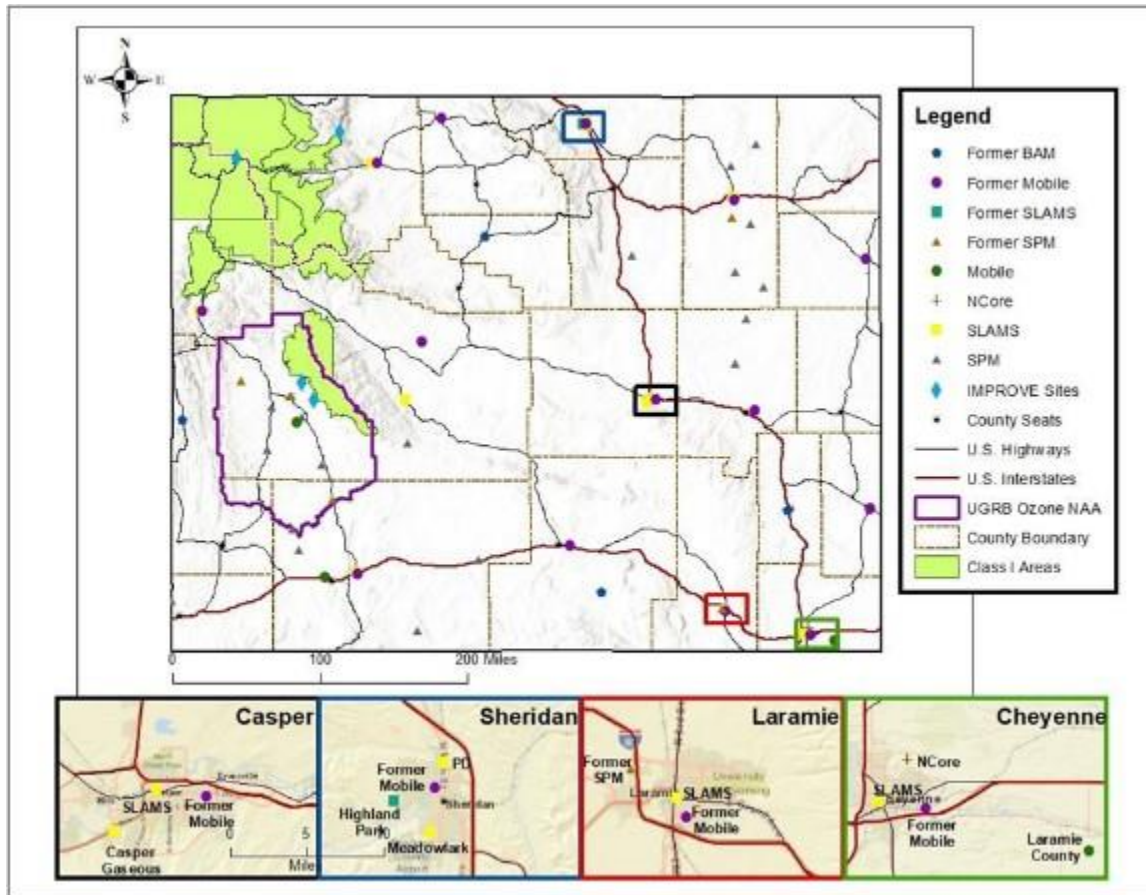 N
W
E
S
Legend
Former BAM
Former Mobile
Former SLAMS
Former SPM
Mobile
NCore
SLAMS
SPM
IMPROVE Sites
County Seats
U.S. Highways
U.S. Interstates
UGRB Ozone NAA
County Boundary
Class I Areas
0 100 200 Miles
Casper
SLAMS
Former
Mobile
Casper
Gaseous
0 5 10
Mile
Sheridan
PD
Former
Mobile
Sheridan
Highland
Park
Meadowlark
Airport
Laramie
Former
SPM
SLAMS
Former
Mobile
Cheyenne
NCore
SLAMS
Former
Mobile
Laramie
County